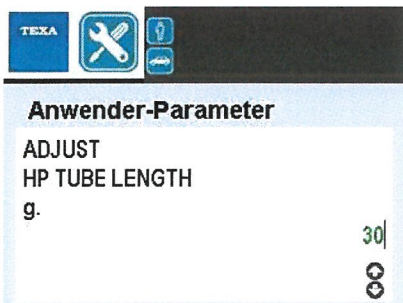 TEXA
Anwender-Parameter
ADJUST
HP TUBE LENGTH
g.
30